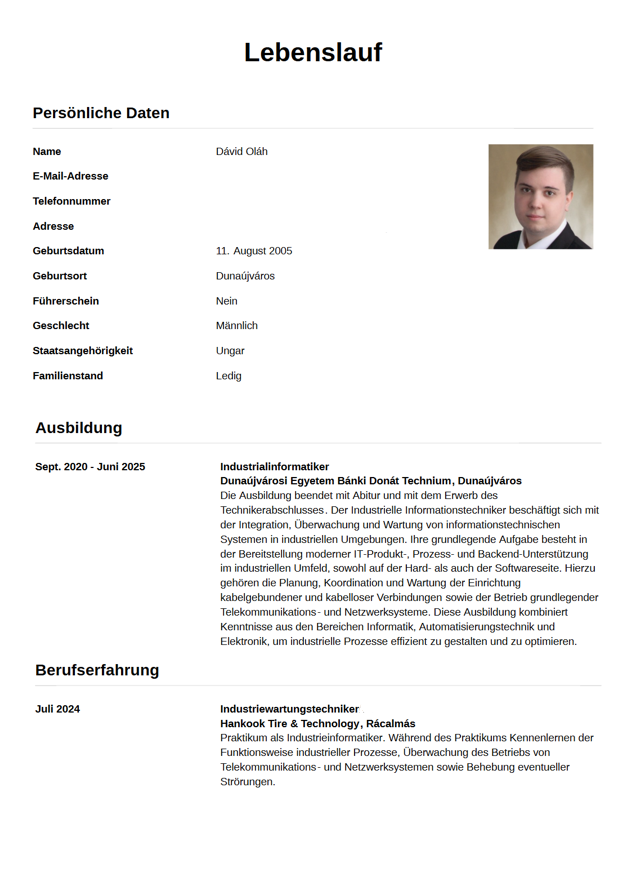 Lebenslauf
Persönliche Daten
Name Dávid Oláh
E-Mail-Adresse
Telefonnummer
Adresse
Geburtsdatum 11. August 2005
Geburtsort Dunaújváros
Führerschein Nein
Geschlecht Männlich
Staatsangehörigkeit Ungar
Familienstand Ledig
Ausbildung
Sept. 2020 - Juni 2025 Industrialinformatiker
Dunaújvárosi Egyetem Bánki Donát Technium, Dunaújváros
Die Ausbildung beendet mit Abitur und mit dem Erwerb des
Technikerabschlusses. Der Industrielle Informationstechniker beschäftigt sich mit
der Integration, Überwachung und Wartung von informationstechnischen
Systemen in industriellen Umgebungen. Ihre grundlegende Aufgabe besteht in
der Bereitstellung moderner IT-Produkt-, Prozess- und Backend-Unterstützung
im industriellen Umfeld, sowohl auf der Hard- als auch der Softwareseite. Hierzu
gehören die Planung, Koordination und Wartung der Einrichtung
kabelgebundener und kabelloser Verbindungen sowie der Betrieb grundlegender
Telekommunikations- und Netzwerksysteme. Diese Ausbildung kombiniert
Kenntnisse aus den Bereichen Informatik, Automatisierungstechnik und
Elektronik, um industrielle Prozesse effizient zu gestalten und zu optimieren.
Berufserfahrung
Juli 2024 Industriewartungstechniker
Hankook Tire & Technology, Rácalmás
Praktikum als Industrieinformatiker. Während des Praktikums Kennenlernen der
Funktionsweise industrieller Prozesse, Überwachung des Betriebs von
Telekommunikations- und Netzwerksystemen sowie Behebung eventueller
Strörungen.